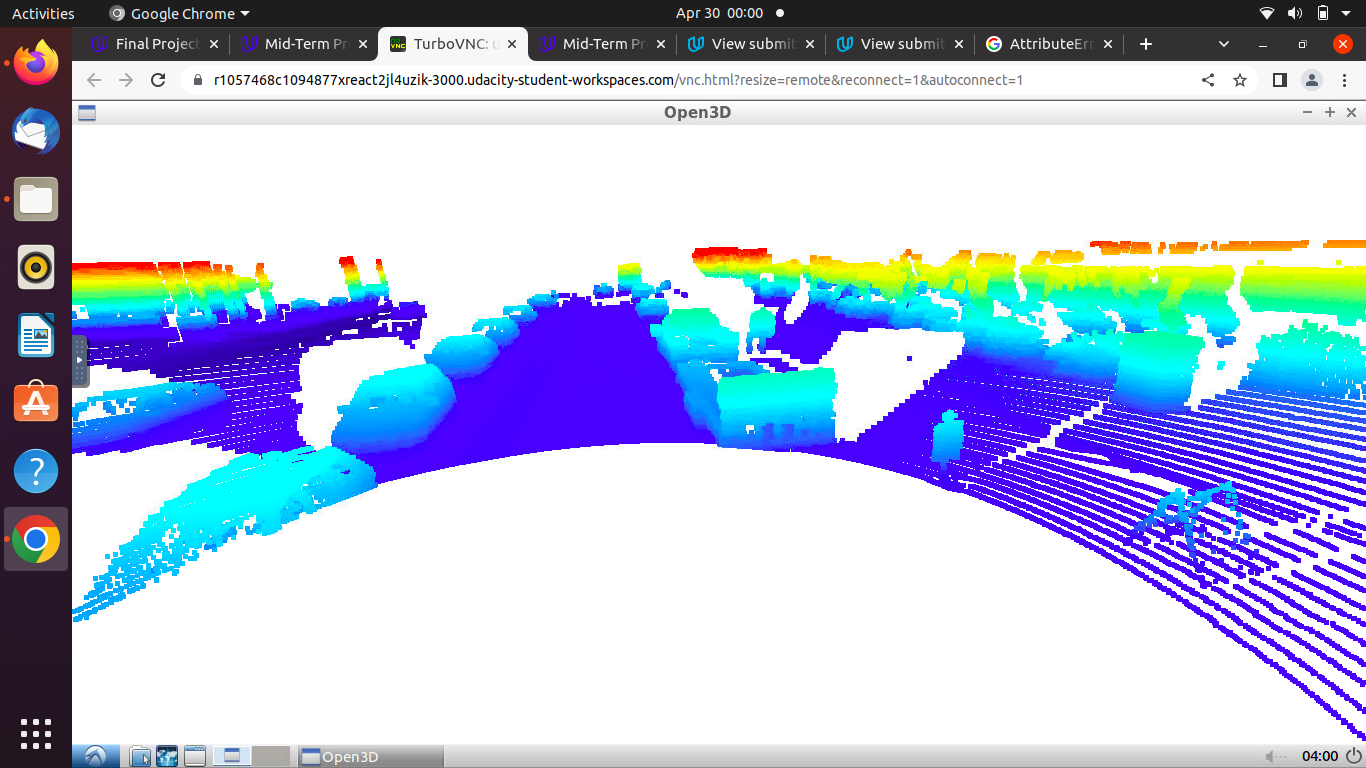 Activities Google Chrome Apr 30 00:00
Final Project Mid-Term Pr TurboVNC: u Mid-Term Pr View submit View submit AttributeErr
r1057468c1094877xreact2jl4uzik-3000.udacity-student-workspaces.com/vnc.html?resize=remote&reconnect=1&autoconnect=1
Open3D
Open3D 04:00